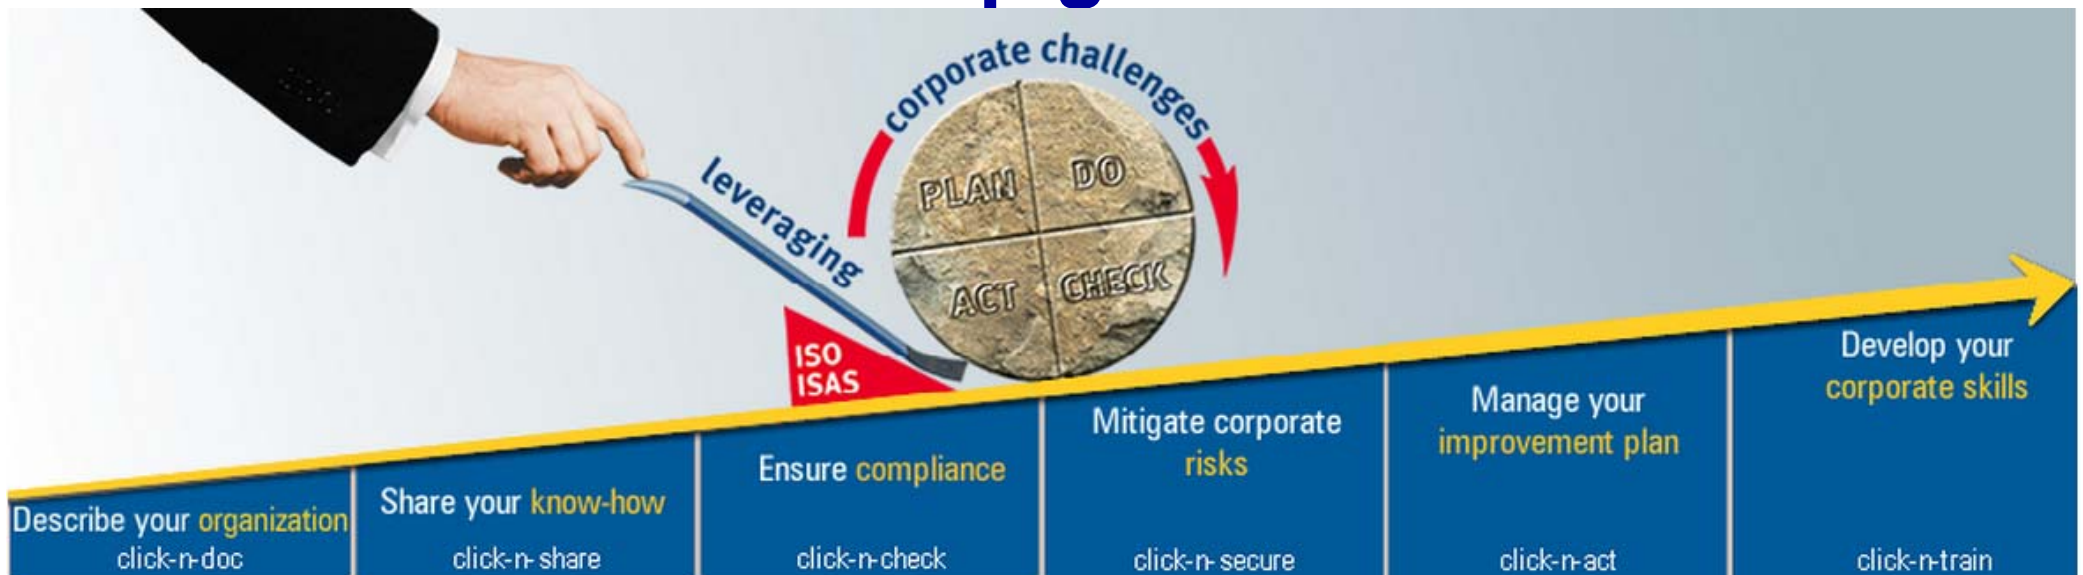 corporate challenges
leveraging
PLAN
DO
ACT
CHECK
ISO
ISAS
Describe your organization
click-n-doc
Share your know-how
click-n-share
Ensure compliance
click-n-check
Mitigate corporate
risks
click-n-secure
Manage your
improvement plan
click-n-act
Develop your
corporate skills
click-n-train